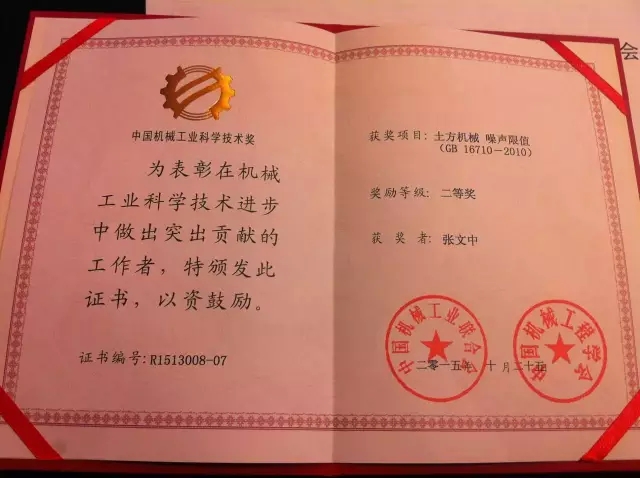 中国机械工业科学技术奖
为表彰在机械
工业科学技术进步
中做出突出贡献的
工作者，特颁发此
证书，以资鼓励。
证书编号:R1513008-07
会
获奖项目: 土方机械 噪声限值
(GB 16710-2010)
奖励等级: 二等奖
获 奖 者: 张文中
中国机械工业联合会
中国机械工程学会
二零一五年 十月二十五